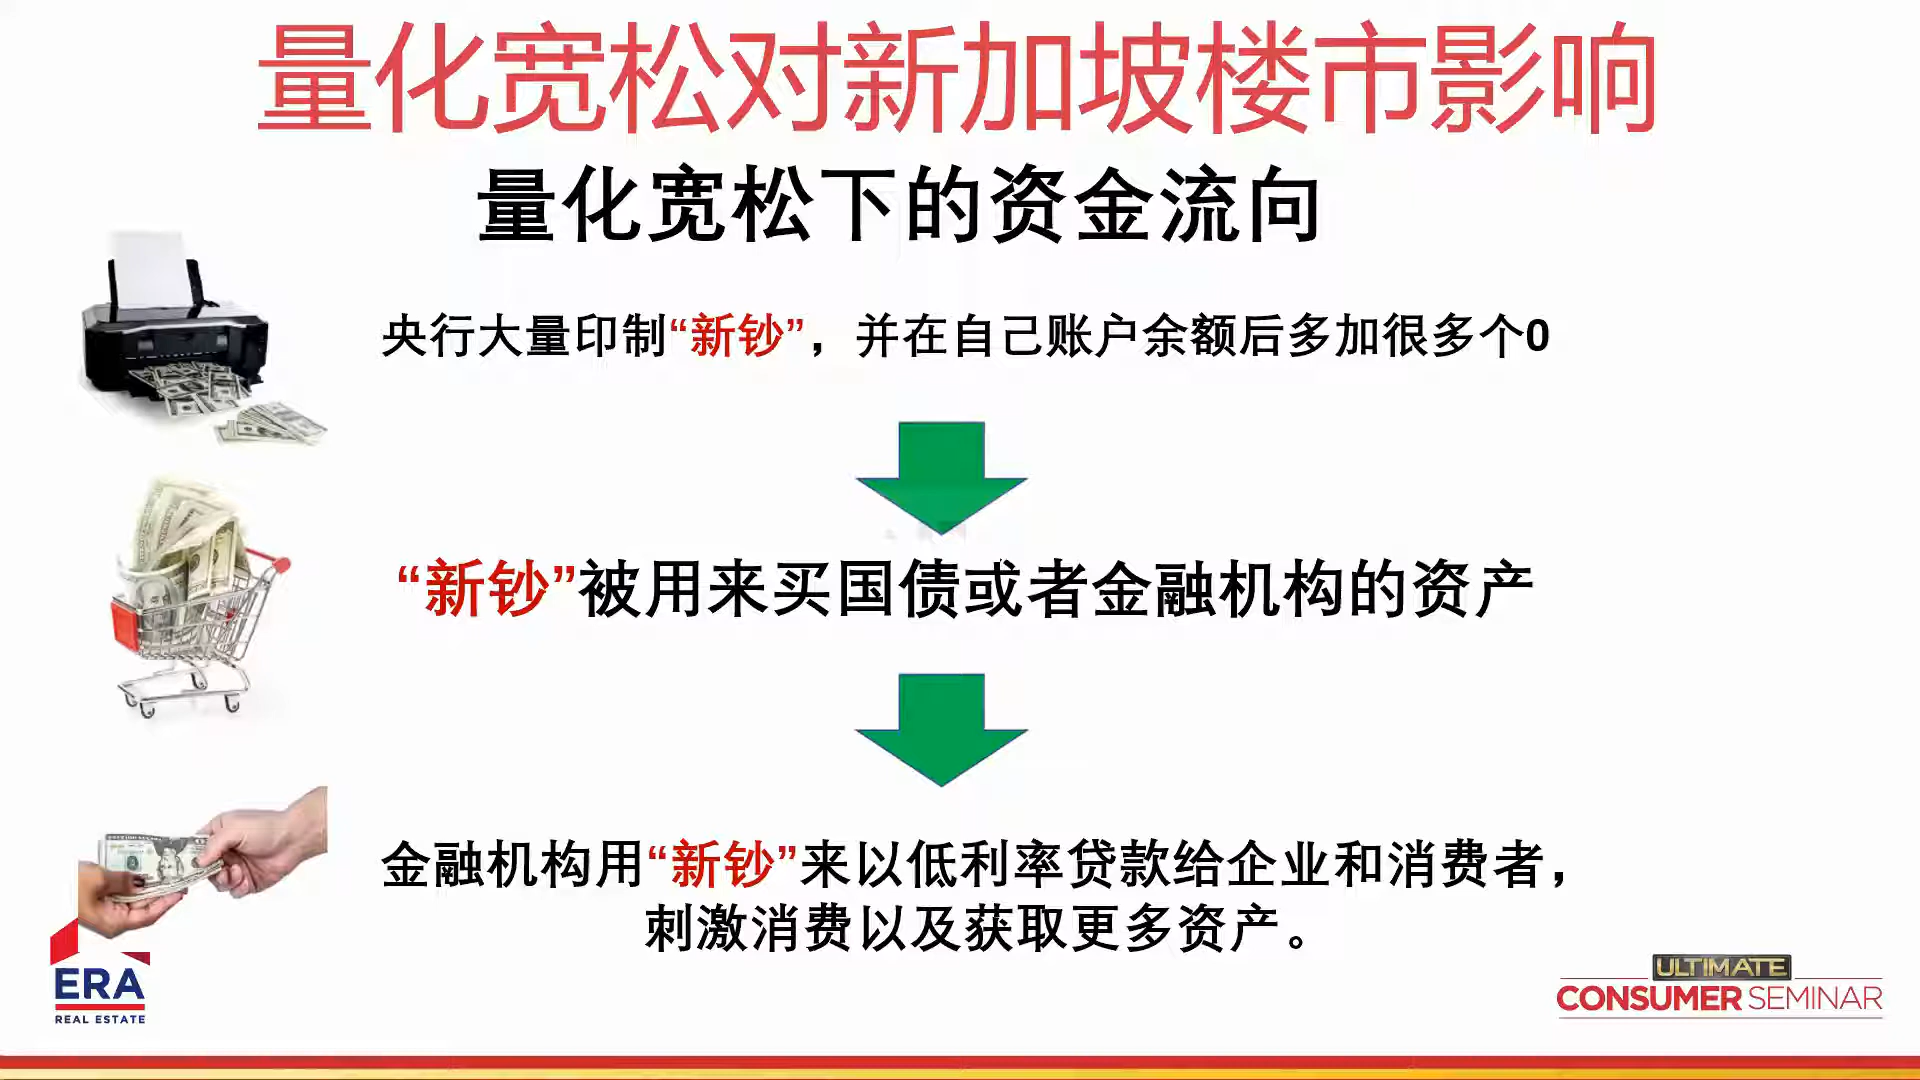 量化宽松对新加坡楼市影响
量化宽松下的资金流向
央行大量印制“新钞”，并在自己账户余额后多加很多个0
“新钞”被用来买国债或者金融机构的资产
金融机构用“新钞”来以低利率贷款给企业和消费者，
刺激消费以及获取更多资产。
ERA
REAL ESTATE
ULTIMATE
CONSUMER SEMINAR